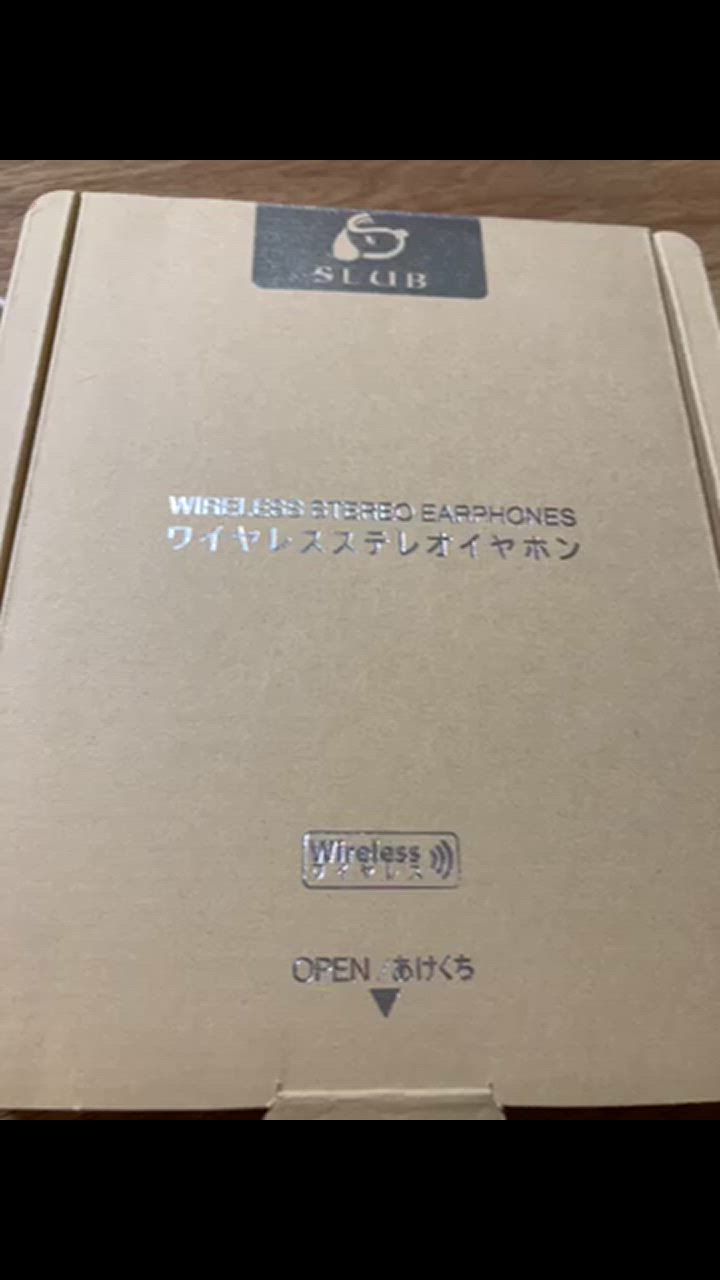 SLUB
WIRELESS STEREO EARPHONES
ワイヤレスステレオイヤホン
Wireless
ワイヤレス
OPEN / あけくち